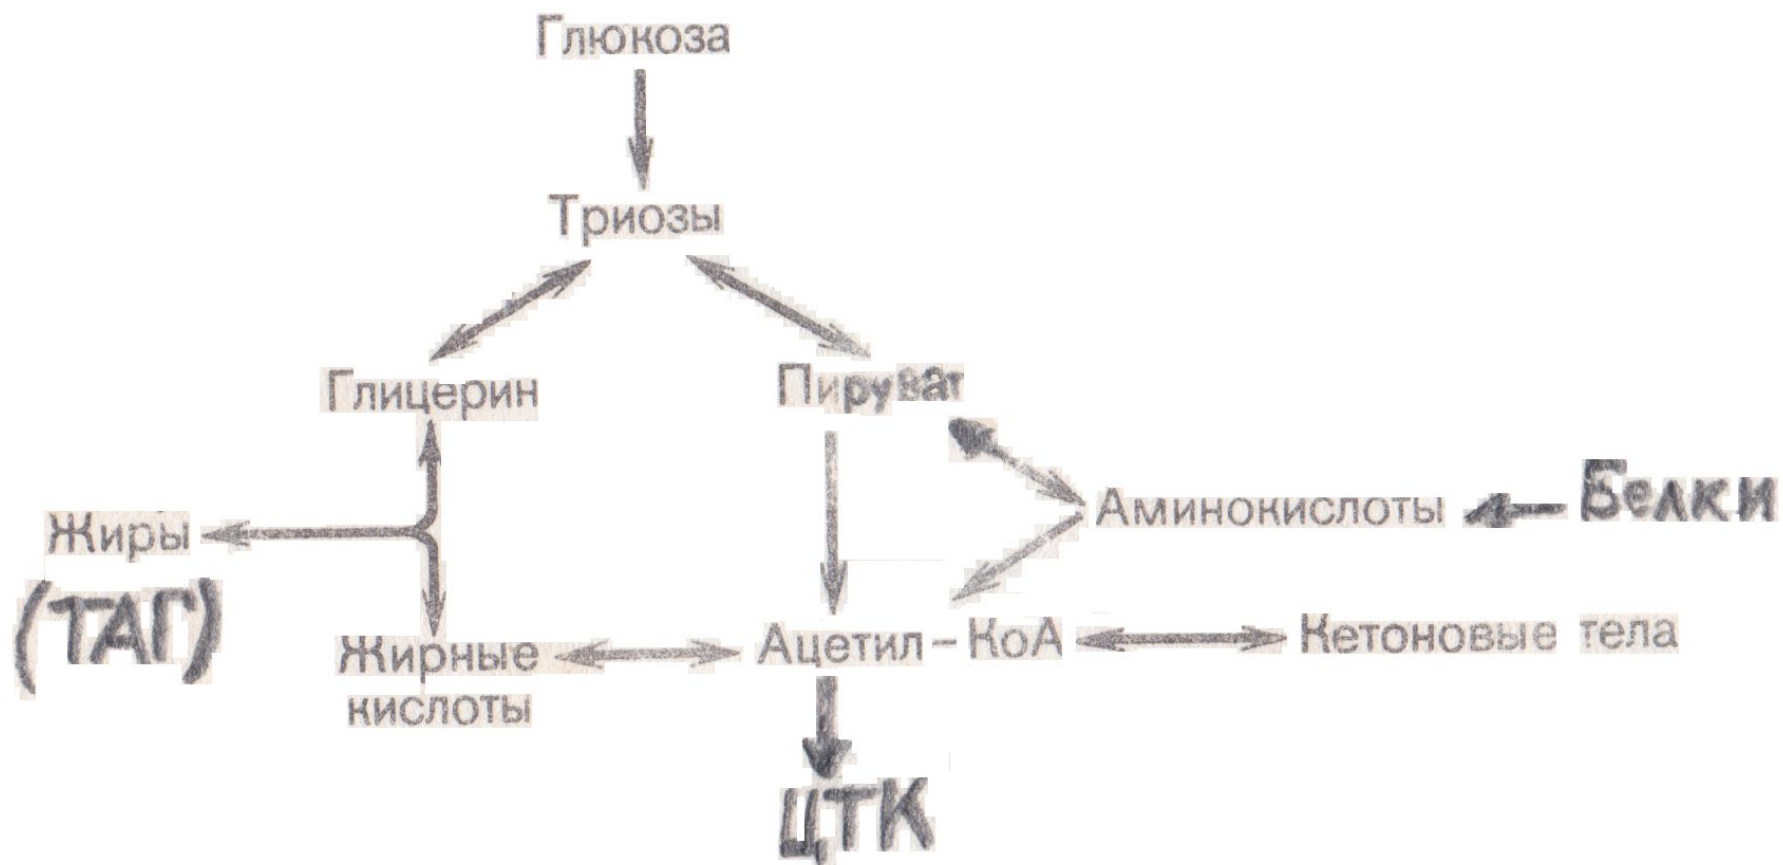 Глюкоза
Триозы
Глицерин
Пируват
Аминокислоты
Белки
Жиры
(ТАГ)
Жирные
кислоты
Ацетил – КоА
Кетоновые тела
ЦТК